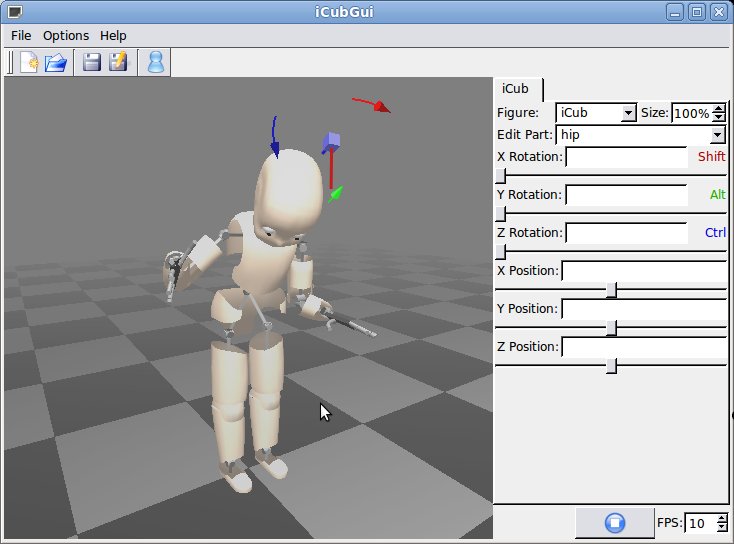 iCubGui
File Options Help
iCub
Figure: iCub Size: 100%
Edit Part: hip
X Rotation: Shift
Y Rotation: Alt
Z Rotation: Ctrl
X Position:
Y Position:
Z Position:
FPS: 10